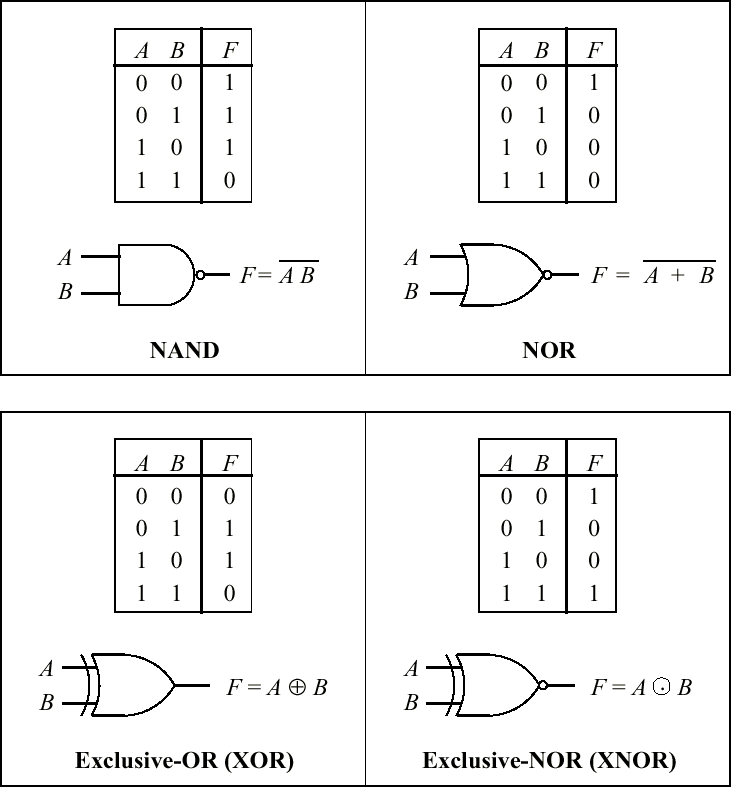 A B F
0 0 1
0 1 1
1 0 1
1 1 0
A
B
F = \overline{A B}
NAND
A B F
0 0 1
0 1 0
1 0 0
1 1 0
A
B
F = \overline{A + B}
NOR
A B F
0 0 0
0 1 1
1 0 1
1 1 0
A
B
F = A ⊕ B
Exclusive-OR (XOR)
A B F
0 0 1
0 1 0
1 0 0
1 1 1
A
B
F = A ⊙ B
Exclusive-NOR (XNOR)